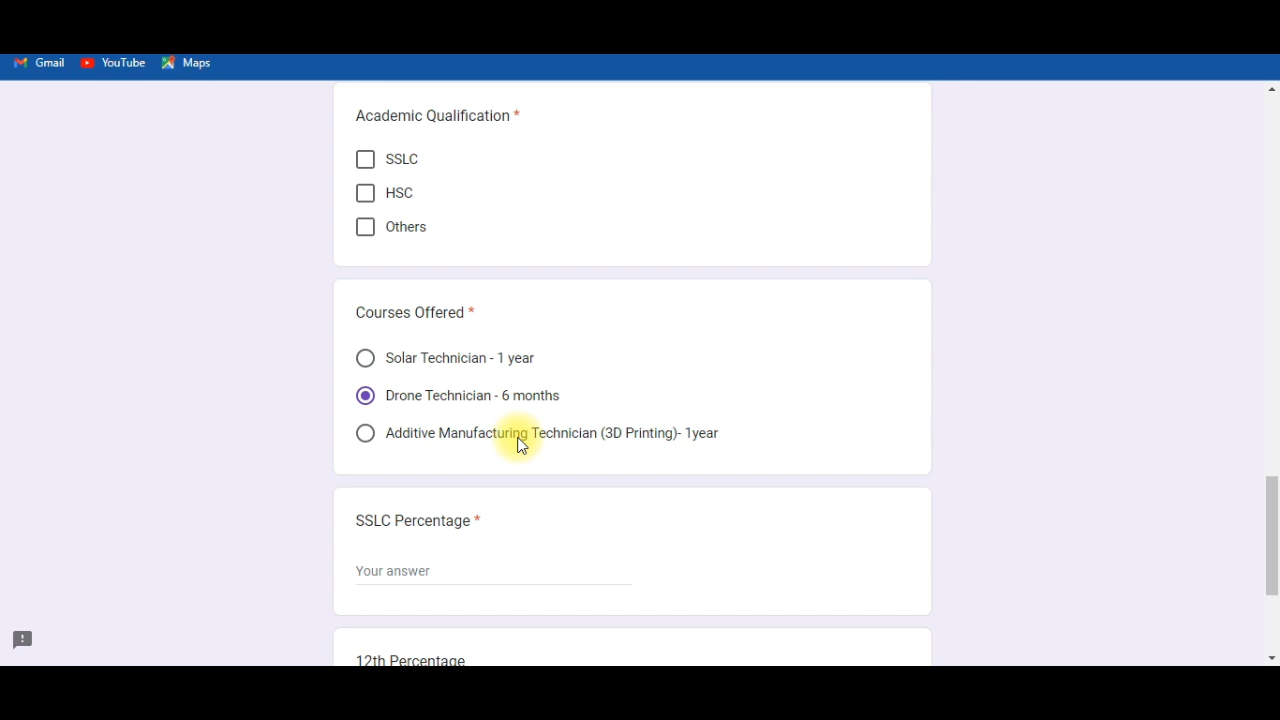 Gmail YouTube Maps
Academic Qualification *
SSLC
HSC
Others
Courses Offered *
Solar Technician - 1 year
Drone Technician - 6 months
Additive Manufacturing Technician (3D Printing)- 1year
SSLC Percentage *
Your answer
12th Percentage